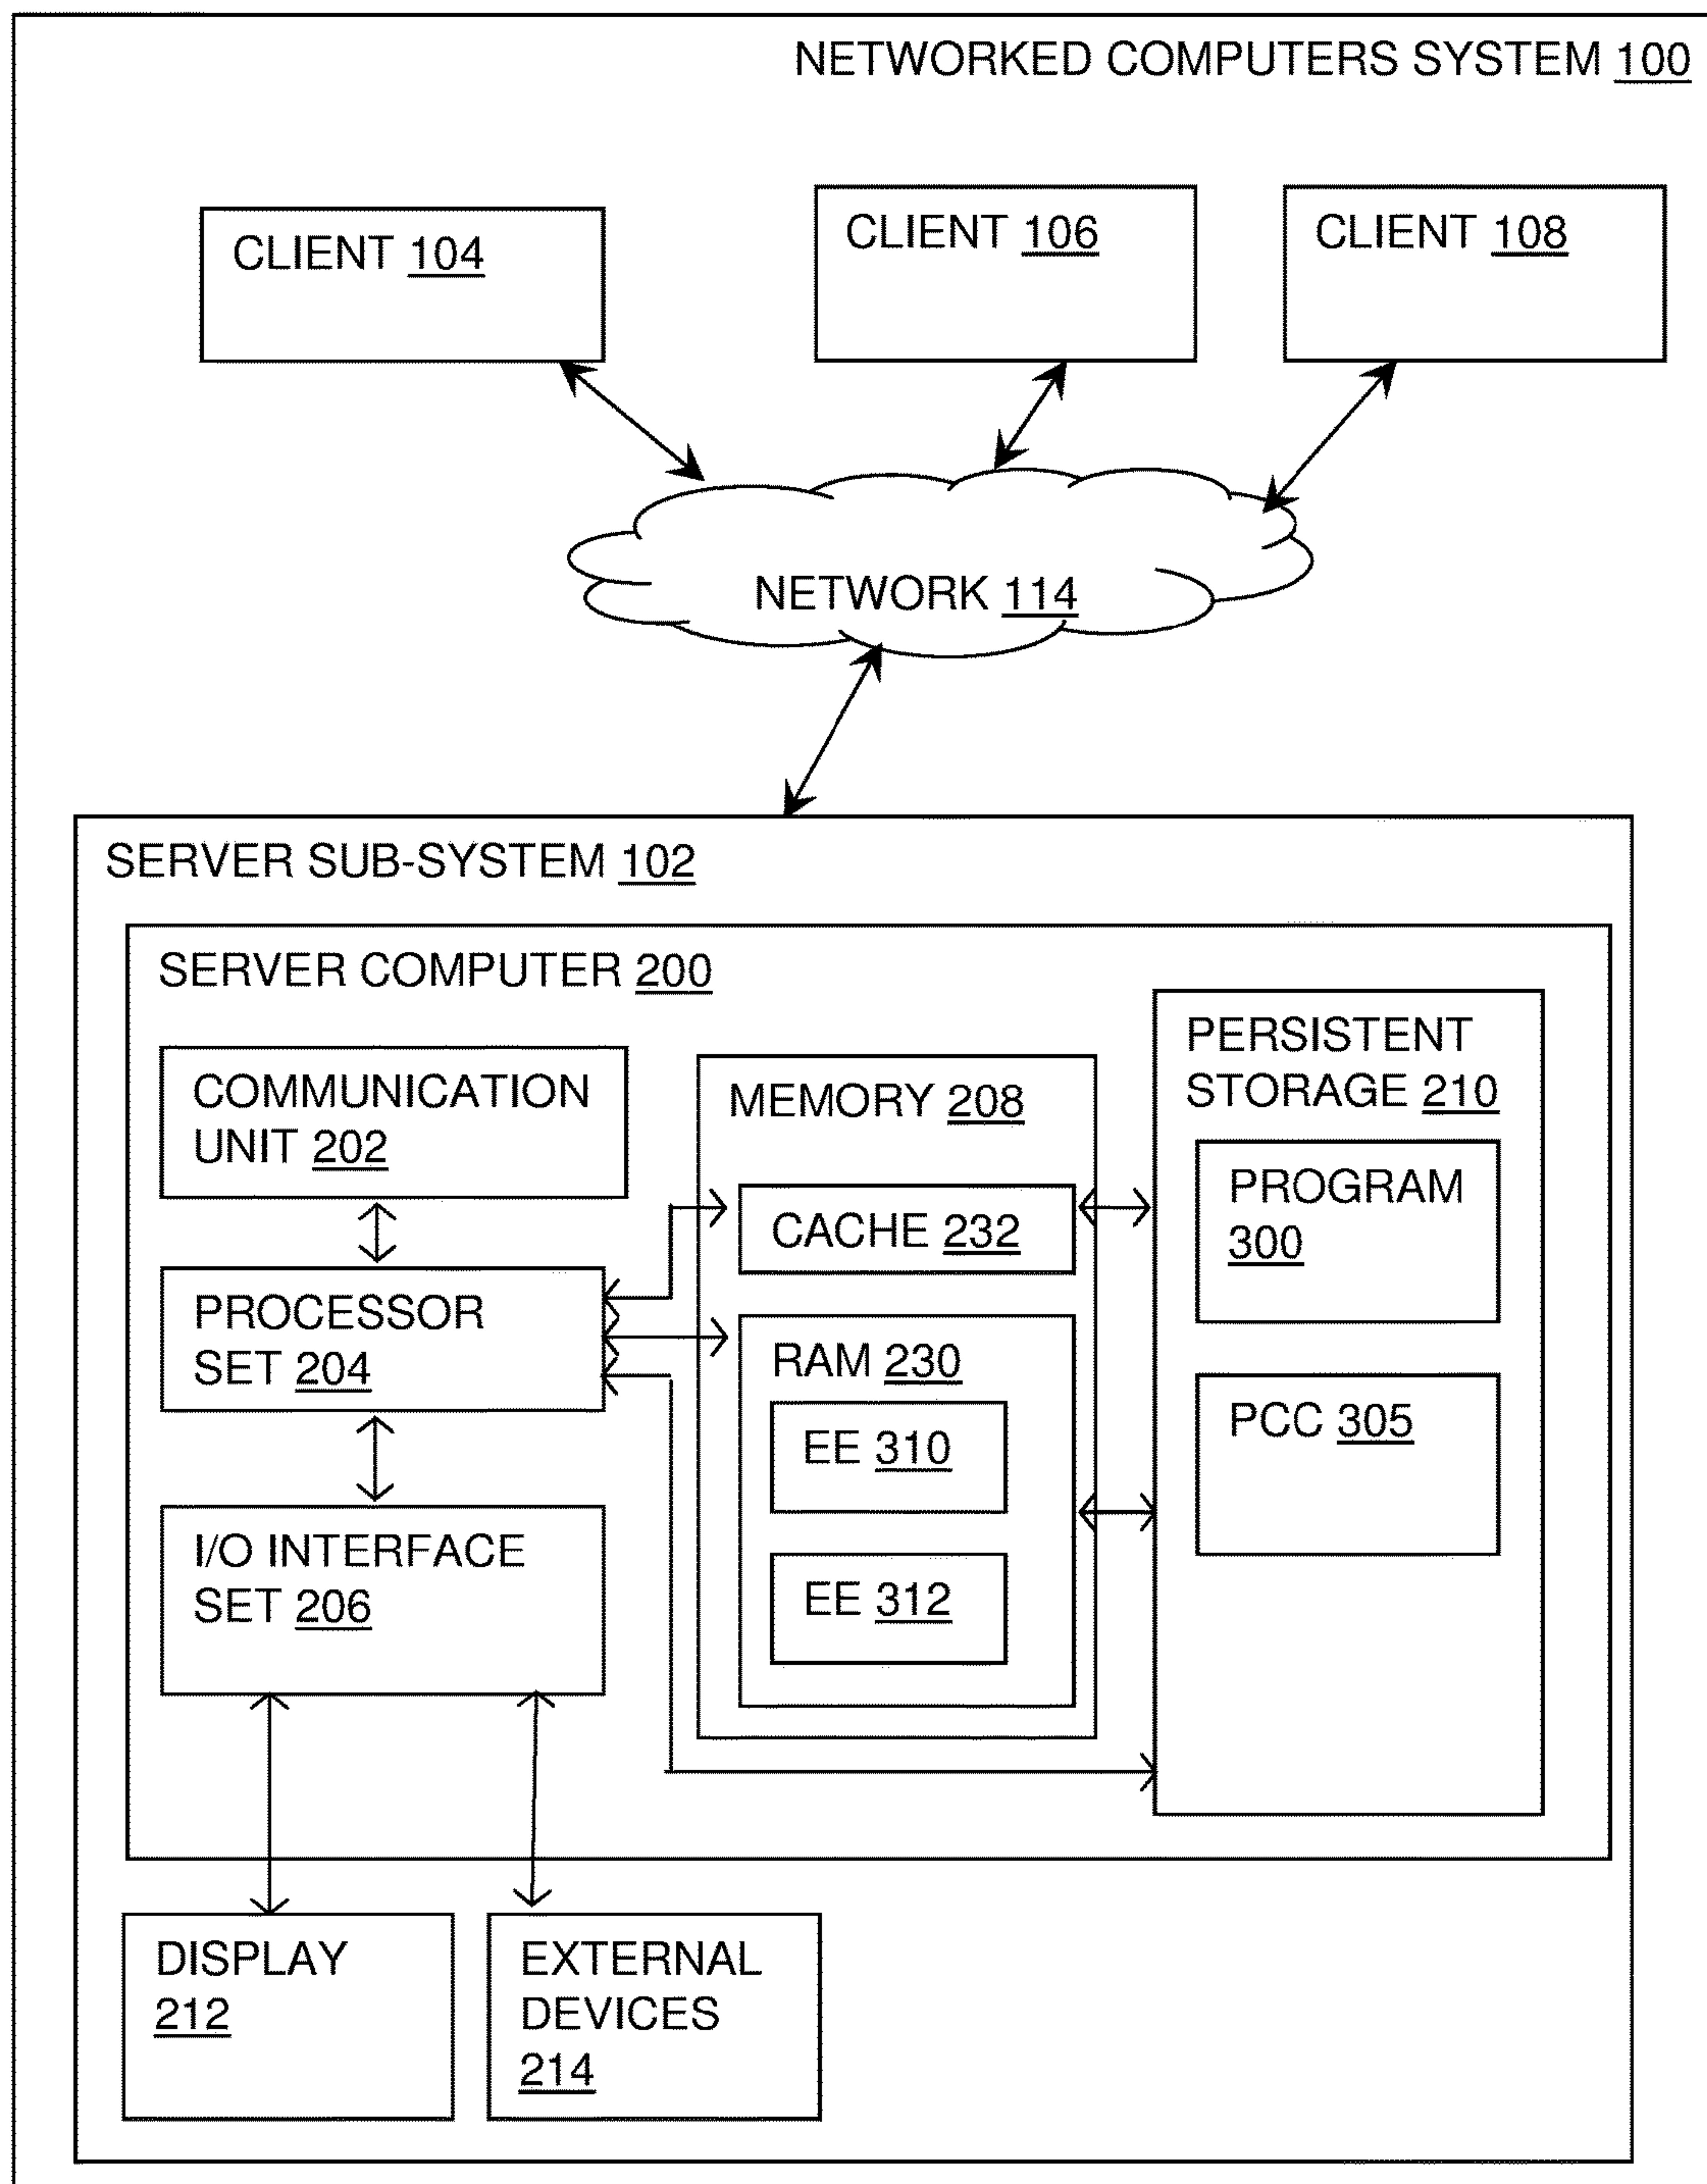 NETWORKED COMPUTERS SYSTEM 100
CLIENT 104
CLIENT 106
CLIENT 108
NETWORK 114
SERVER SUB-SYSTEM 102
SERVER COMPUTER 200
COMMUNICATION
UNIT 202
PROCESSOR
SET 204
I/O INTERFACE
SET 206
MEMORY 208
CACHE 232
RAM 230
EE 310
EE 312
PERSISTENT
STORAGE 210
PROGRAM
300
PCC 305
DISPLAY
212
EXTERNAL
DEVICES
214